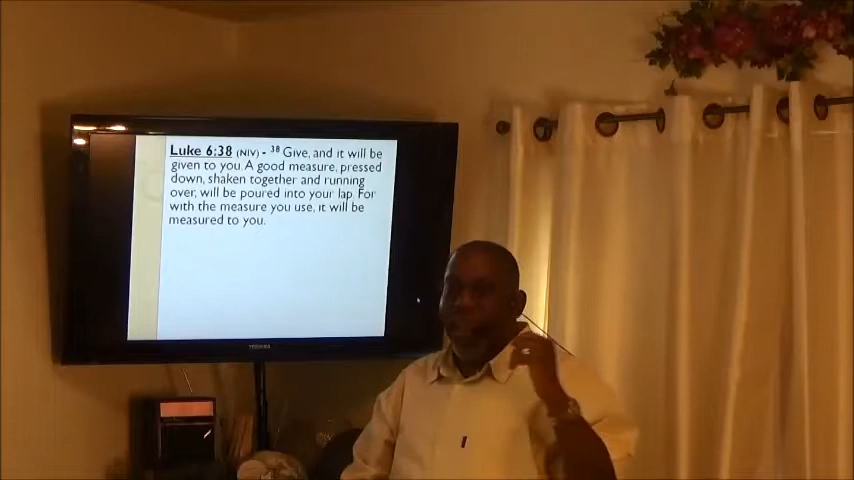 Luke 6:38 (NIV) - 38 Give, and it will be
given to you. A good measure, pressed
down, shaken together and running
over, will be poured into your lap. For
with the measure you use, it will be
measured to you.
TOSHIBA